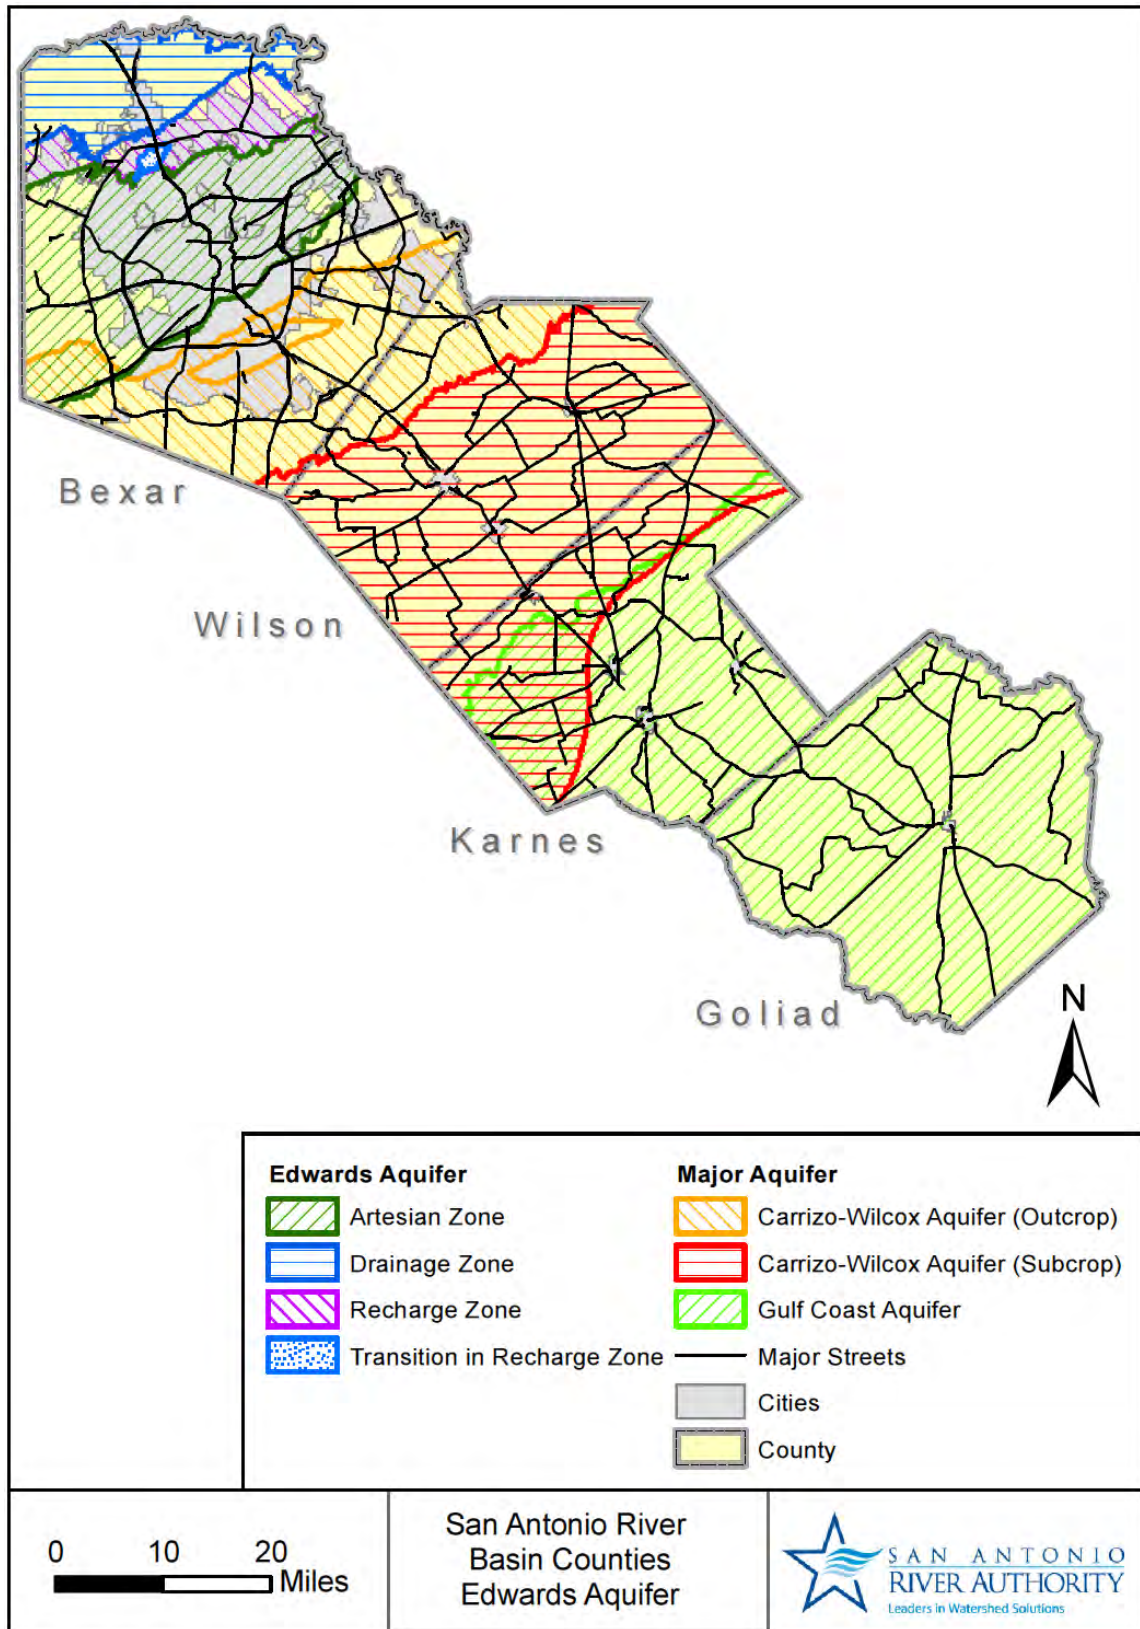 Bexar
Wilson
Karnes
Goliad
N
Edwards Aquifer
Artesian Zone
Drainage Zone
Recharge Zone
Transition in Recharge Zone
Major Aquifer
Carrizo-Wilcox Aquifer (Outcrop)
Carrizo-Wilcox Aquifer (Subcrop)
Gulf Coast Aquifer
Major Streets
Cities
County
0 10 20
Miles
San Antonio River
Basin Counties
Edwards Aquifer
SAN ANTONIO
RIVER AUTHORITY
Leaders in Watershed Solutions